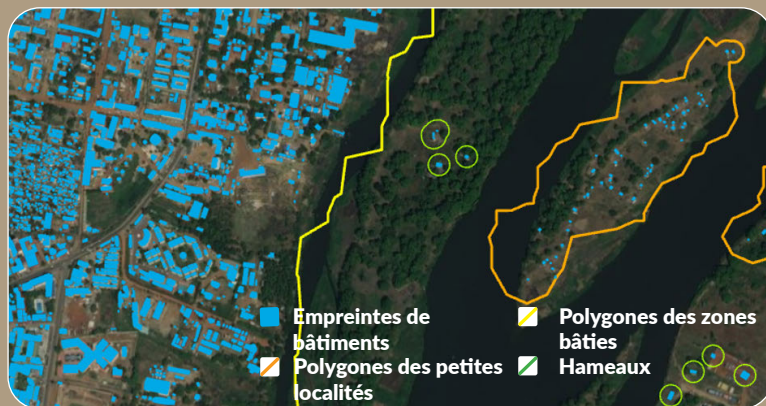 Empreintes de
bâtiments
Polygones des petites
localités
Polygones des zones
bâties
Hameaux